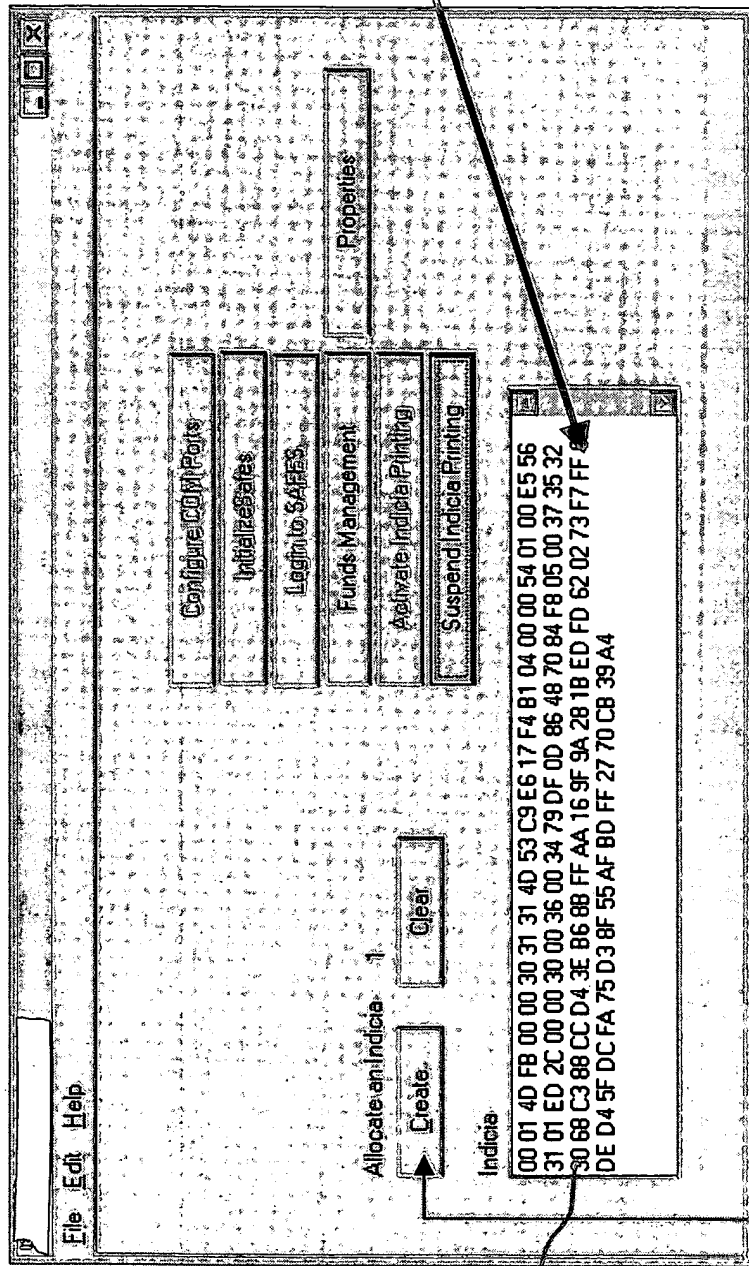 File Edit Help
Configure COM Ports
InitializeSafes
Login to SAFES
Funds Management
Activate Indicia Printing
Suspend Indicia Printing
Properties
Allocate an Indicia 1
Create
Clear
Indicia
00 01 4D FB 00 00 30 31 31 4D 53 C9 E6 17 F4 B1 04 00 00 54 01 00 E5 56
31 01 ED 2C 00 00 30 00 36 00 34 79 DF 0D 86 48 70 84 F8 05 00 37 35 32
30 68 C3 88 CC D4 3E B6 8B FF AA 16 9F 9A 28 1B ED FD 62 02 73 F7 FF
DE D4 5F DC FA 75 D3 8F 55 AF BD FF 27 70 CB 39 A4